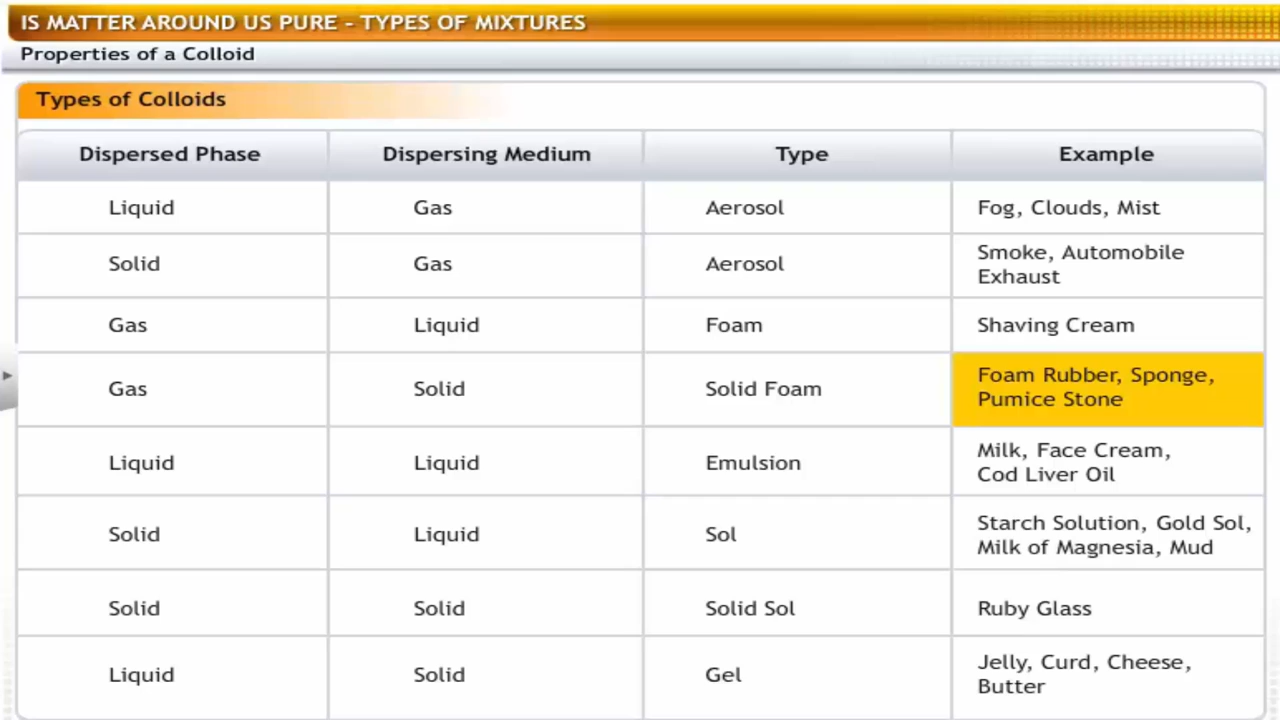 IS MATTER AROUND US PURE - TYPES OF MIXTURES
Properties of a Colloid
Types of Colloids
Dispersed Phase Dispersing Medium Type Example
Liquid Gas Aerosol Fog, Clouds, Mist
Solid Gas Aerosol Smoke, Automobile
Exhaust
Gas Liquid Foam Shaving Cream
Gas Solid Solid Foam Foam Rubber, Sponge,
Pumice Stone
Liquid Liquid Emulsion Milk, Face Cream,
Cod Liver Oil
Solid Liquid Sol Starch Solution, Gold Sol,
Milk of Magnesia, Mud
Solid Solid Solid Sol Ruby Glass
Liquid Solid Gel Jelly, Curd, Cheese,
Butter